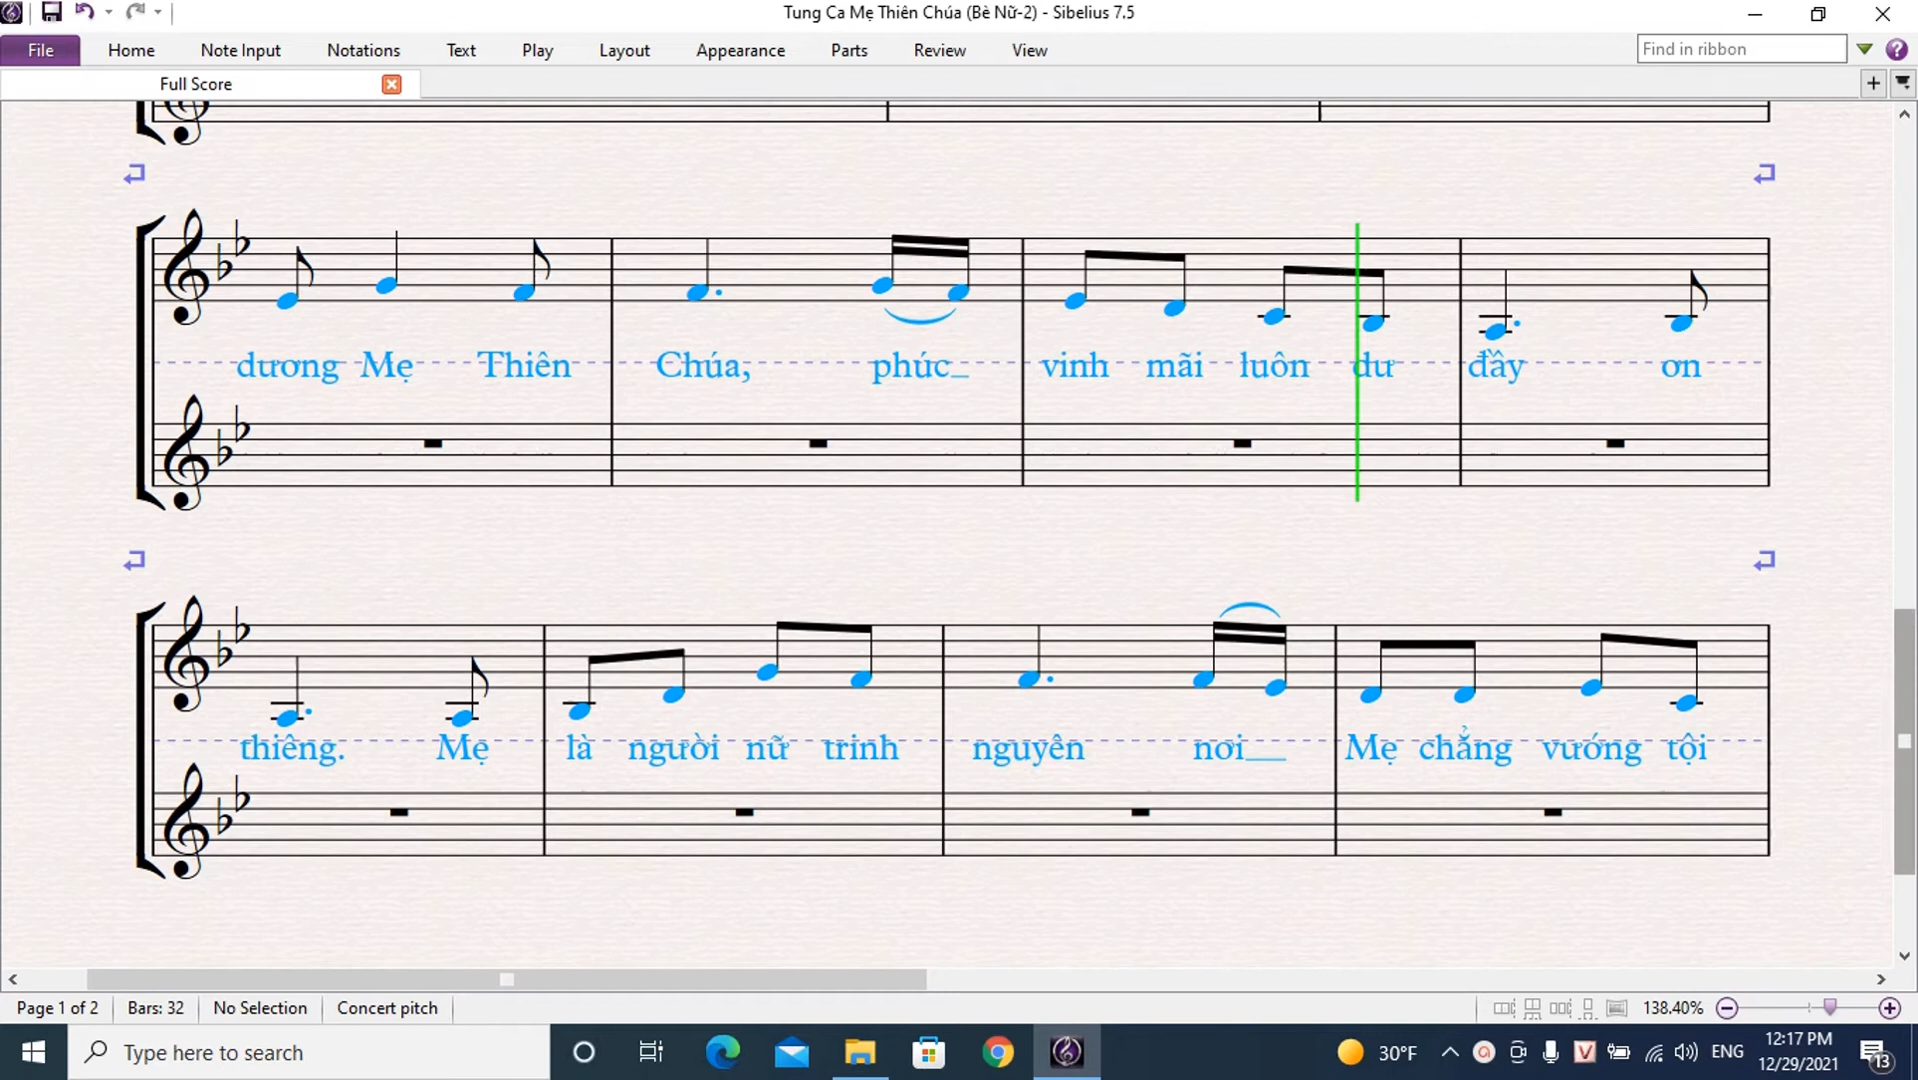 Tung Ca Mẹ Thiên Chúa (Bè Nữ-2) - Sibelius 7.5
File Home Note Input Notations Text Play Layout Appearance Parts Review View Find in ribbon
Full Score
dương Mẹ Thiên Chúa, phúc_ vinh mãi luôn dư đầy ơn
thiêng. Mẹ là người nữ trinh nguyên nơi__ Mẹ chẳng vướng tội
Page 1 of 2 Bars: 32 No Selection Concert pitch 138.40%
Type here to search 30°F ENG 12:17 PM
12/29/2021 13